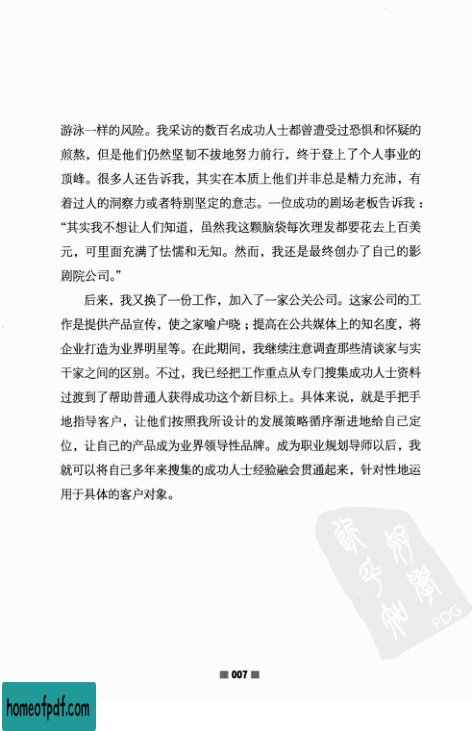 游泳一样的风险。我采访的数百名成功人士都曾遭受过恐惧和怀疑的
煎熬，但是他们仍然坚韧不拔地努力前行，终于登上了个人事业的
顶峰。很多人还告诉我，其实在本质上他们并非总是精力充沛，有
着过人的洞察力或者特别坚定的意志。一位成功的剧场老板告诉我：
“其实我不想让人们知道，虽然我这颗脑袋每次理发都要花去上百美
元，可里面充满了怯懦和无知。然而，我还是最终创办了自己的影
剧院公司。”
后来，我又换了一份工作，加入了一家公关公司。这家公司的工
作是提供产品宣传，使之家喻户晓；提高在公共媒体上的知名度，将
企业打造为业界明星等。在此期间，我继续注意调查那些清谈家与实
干家之间的区别。不过，我已经把工作重点从专门搜集成功人士资料
过渡到了帮助普通人获得成功这个新目标上。具体来说，就是手把手
地指导客户，让他们按照我所设计的发展策略循序渐进地给自己定
位，让自己的产品成为业界领导性品牌。成为职业规划导师以后，我
就可以将自己多年来搜集的成功人士经验融会贯通起来，针对性地运
用于具体的客户对象。
PDG
007
homeofpdf.com